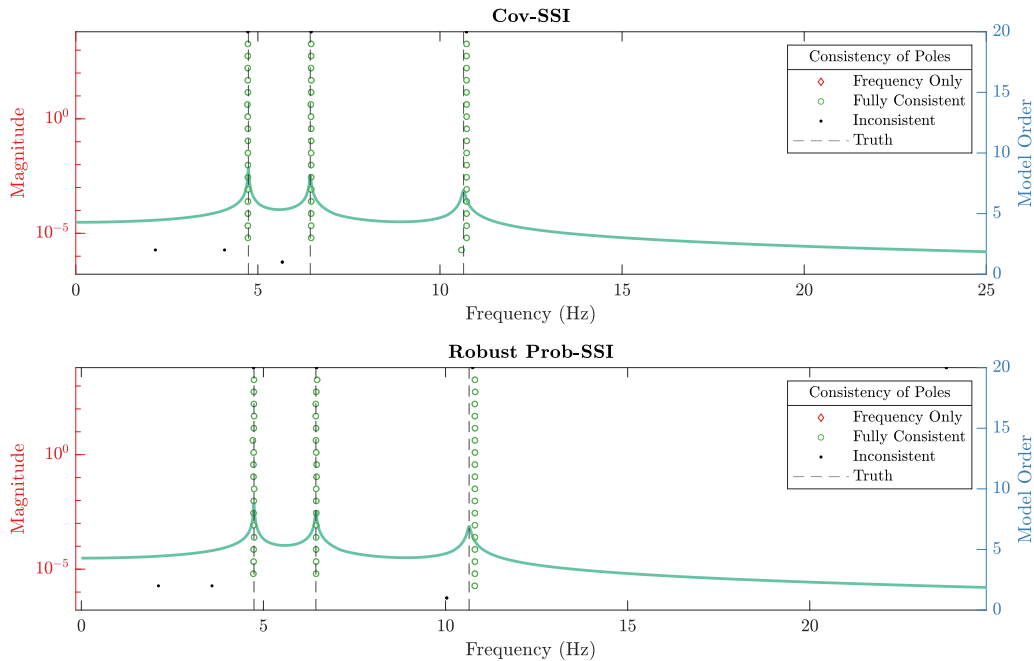 Cov-SSI
Magnitude
10^0
10^-5
Consistency of Poles
Frequency Only
Fully Consistent
Inconsistent
Truth
20
15
10
5
0
Model Order
0 5 10 15 20 25
Frequency (Hz)
Robust Prob-SSI
Magnitude
10^0
10^-5
Consistency of Poles
Frequency Only
Fully Consistent
Inconsistent
Truth
20
15
10
5
0
Model Order
0 5 10 15 20
Frequency (Hz)